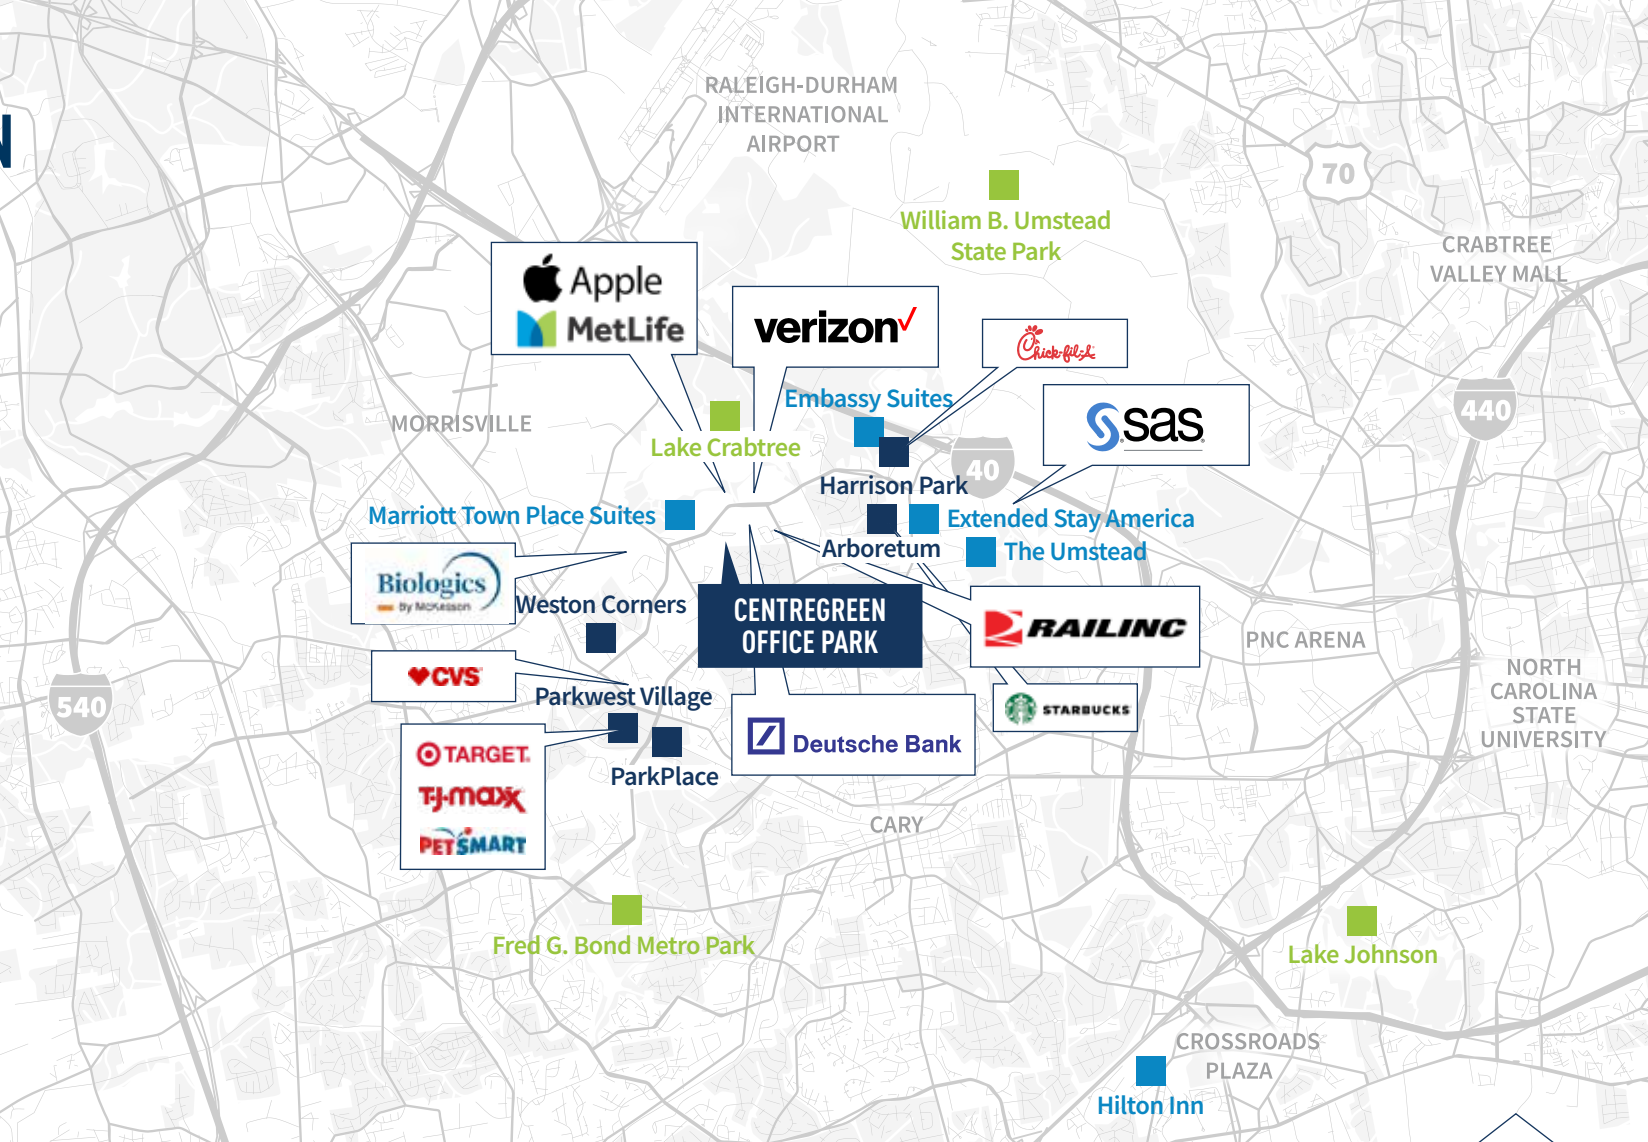 N
RALEIGH-DURHAM
INTERNATIONAL
AIRPORT
70
William B. Umstead
State Park
CRABTREE
VALLEY MALL
Apple
MetLife
verizon
Chick-fil-A
Embassy Suites
440
sas
MORRISVILLE
Lake Crabtree
40
Harrison Park
Marriott Town Place Suites
Extended Stay America
Arboretum
The Umstead
Biologics
By McKesson
Weston Corners
CENTREGREEN
OFFICE PARK
RAILINC
PNC ARENA
CVS
Parkwest Village
540
STARBUCKS
NORTH
CAROLINA
STATE
UNIVERSITY
TARGET
T•J•maxx
PETSMART
ParkPlace
Deutsche Bank
CARY
Fred G. Bond Metro Park
Lake Johnson
CROSSROADS
PLAZA
Hilton Inn